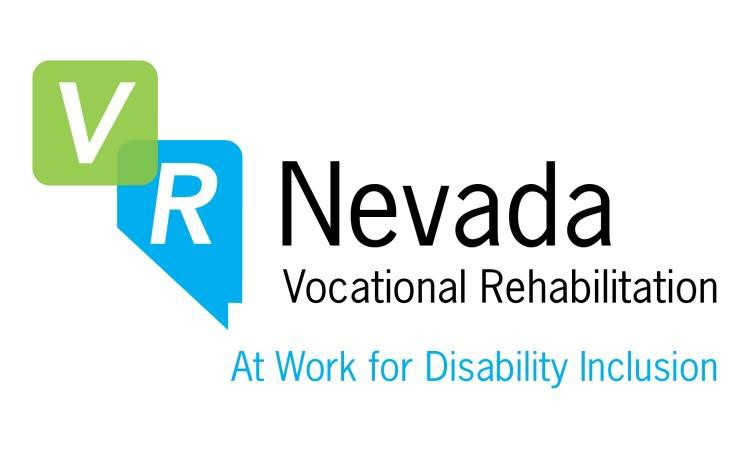 V
R
Nevada
Vocational Rehabilitation
At Work for Disability Inclusion